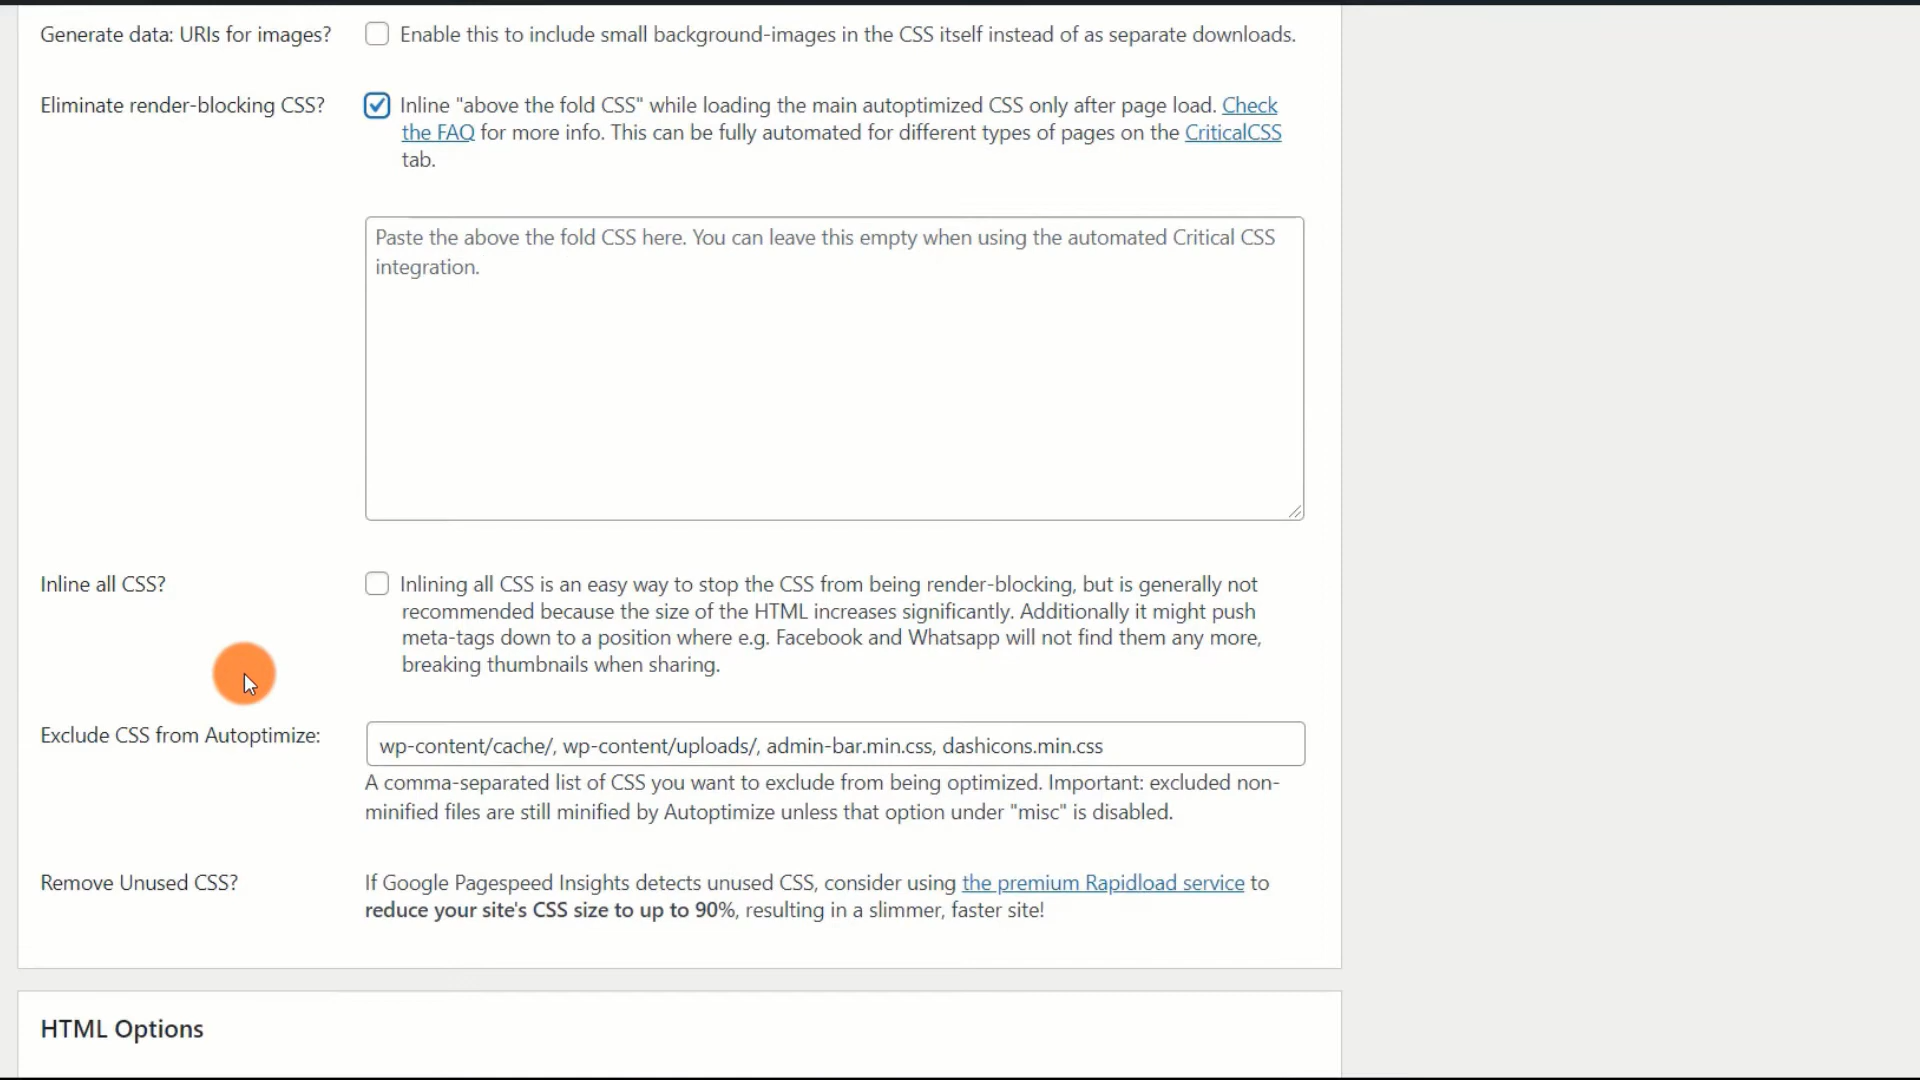 Generate data: URIs for images?
Enable this to include small background-images in the CSS itself instead of as separate downloads.
Eliminate render-blocking CSS?
Inline "above the fold CSS" while loading the main autoptimized CSS only after page load. Check
the FAQ for more info. This can be fully automated for different types of pages on the CriticalCSS
tab.
Paste the above the fold CSS here. You can leave this empty when using the automated Critical CSS
integration.
Inline all CSS?
Inlining all CSS is an easy way to stop the CSS from being render-blocking, but is generally not
recommended because the size of the HTML increases significantly. Additionally it might push
meta-tags down to a position where e.g. Facebook and Whatsapp will not find them any more,
breaking thumbnails when sharing.
Exclude CSS from Autoptimize:
wp-content/cache/, wp-content/uploads/, admin-bar.min.css, dashicons.min.css
A comma-separated list of CSS you want to exclude from being optimized. Important: excluded non-
minified files are still minified by Autoptimize unless that option under "misc" is disabled.
Remove Unused CSS?
If Google Pagespeed Insights detects unused CSS, consider using the premium Rapidload service to
reduce your site's CSS size to up to 90%, resulting in a slimmer, faster site!
HTML Options